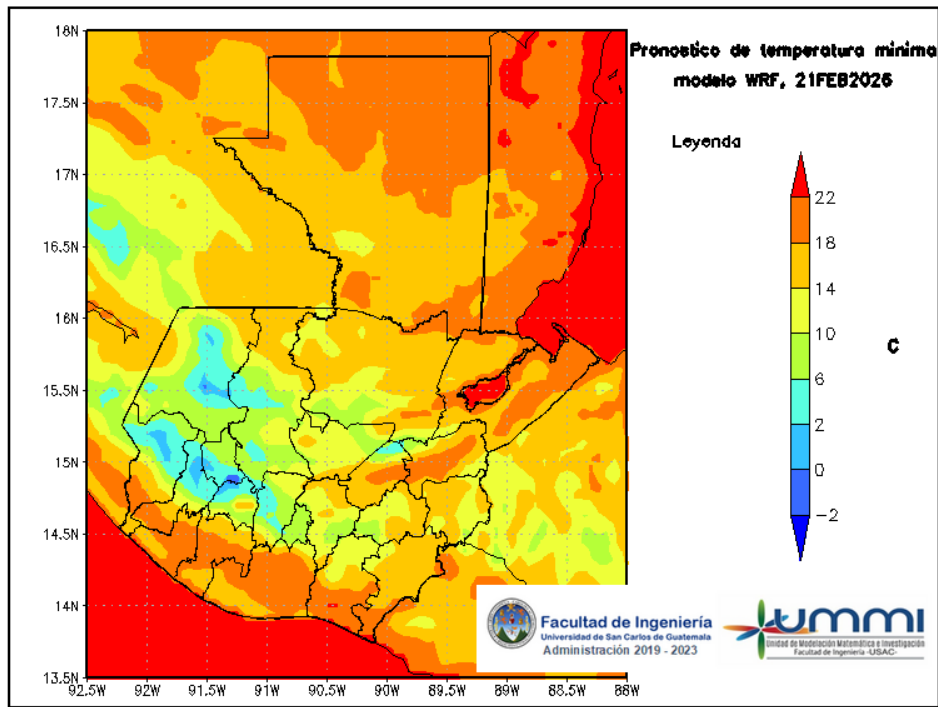 Pronostico de temperatura minima
modelo WRF, 21FEB2026
Leyenda
22
18
14
10
6
2
0
-2
C
18N
17.5N
17N
16.5N
16N
15.5N
15N
14.5N
14N
13.5N
92.5W 92W 91.5W 91W 90.5W 90W 89.5W 89W 88.5W 88W
Facultad de Ingeniería
Universidad de San Carlos de Guatemala
Administración 2019 - 2023
ummi
Unidad de Modelación Matemática e Investigación
Facultad de Ingeniería -USAC-